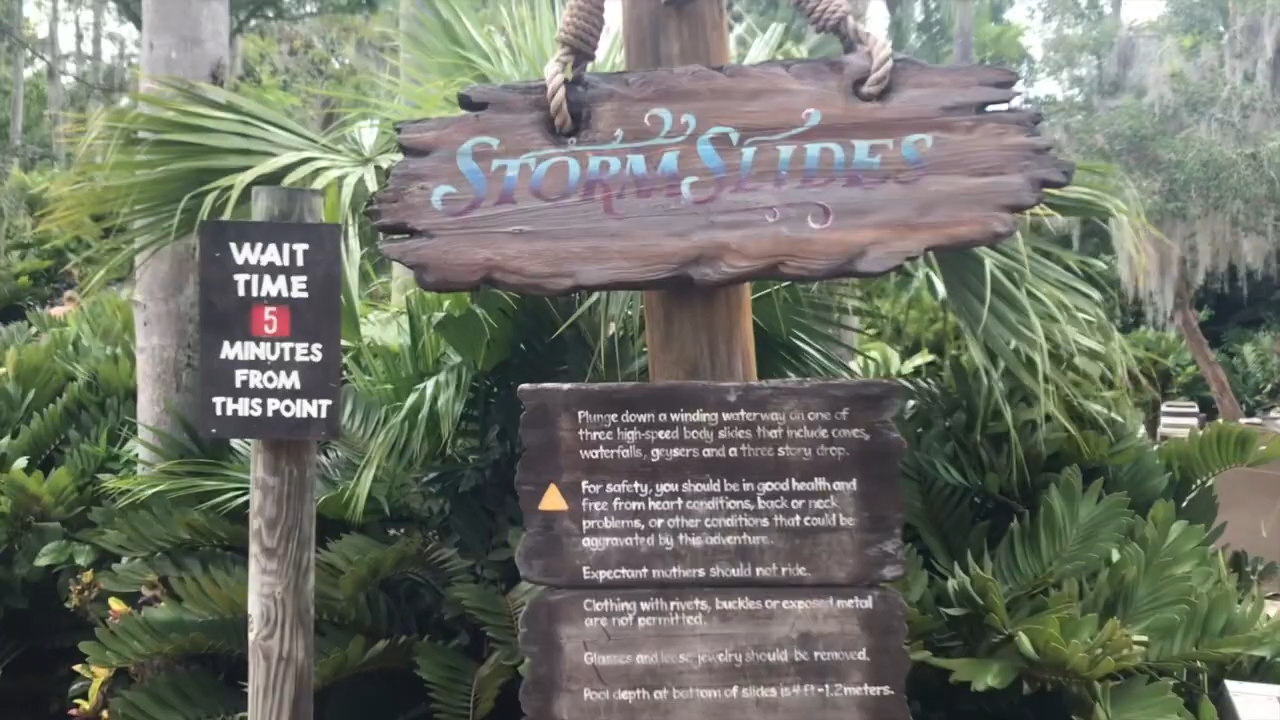 STORM SLIDES
WAIT
TIME
5
MINUTES
FROM
THIS POINT
Plunge down a winding waterway on one of
three high-speed body slides that include caves,
waterfalls, geysers and a three story drop.
For safety, you should be in good health and
free from heart conditions, back or neck
problems, or other conditions that could be
aggravated by this adventure.
Expectant mothers should not ride.
Clothing with rivets, buckles or exposed metal
are not permitted.
Glasses and loose jewelry should be removed.
Pool depth at bottom of slides is 4 ft-1.2 meters.